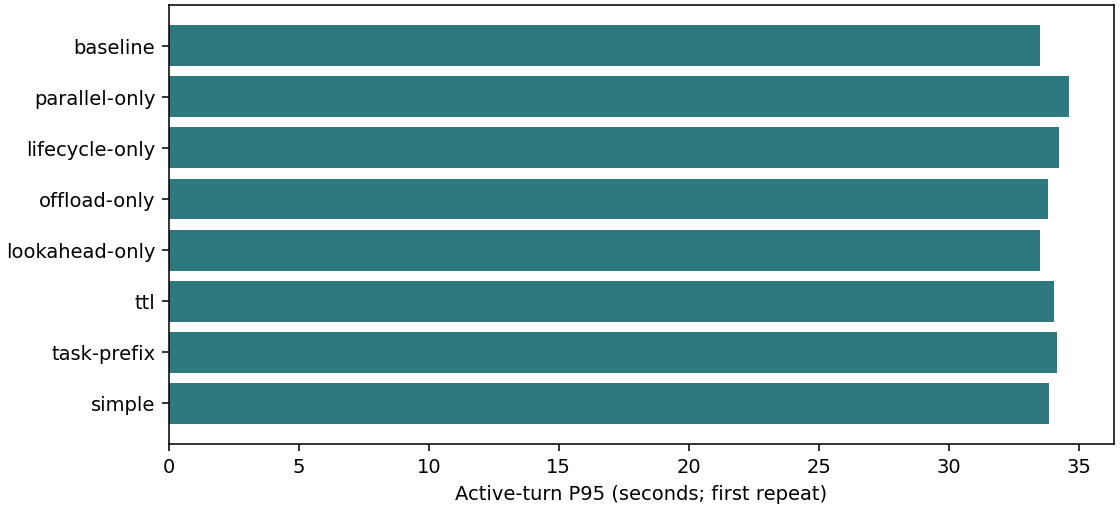 baseline
parallel-only
lifecycle-only
offload-only
lookahead-only
ttl
task-prefix
simple
0 5 10 15 20 25 30 35
Active-turn P95 (seconds; first repeat)